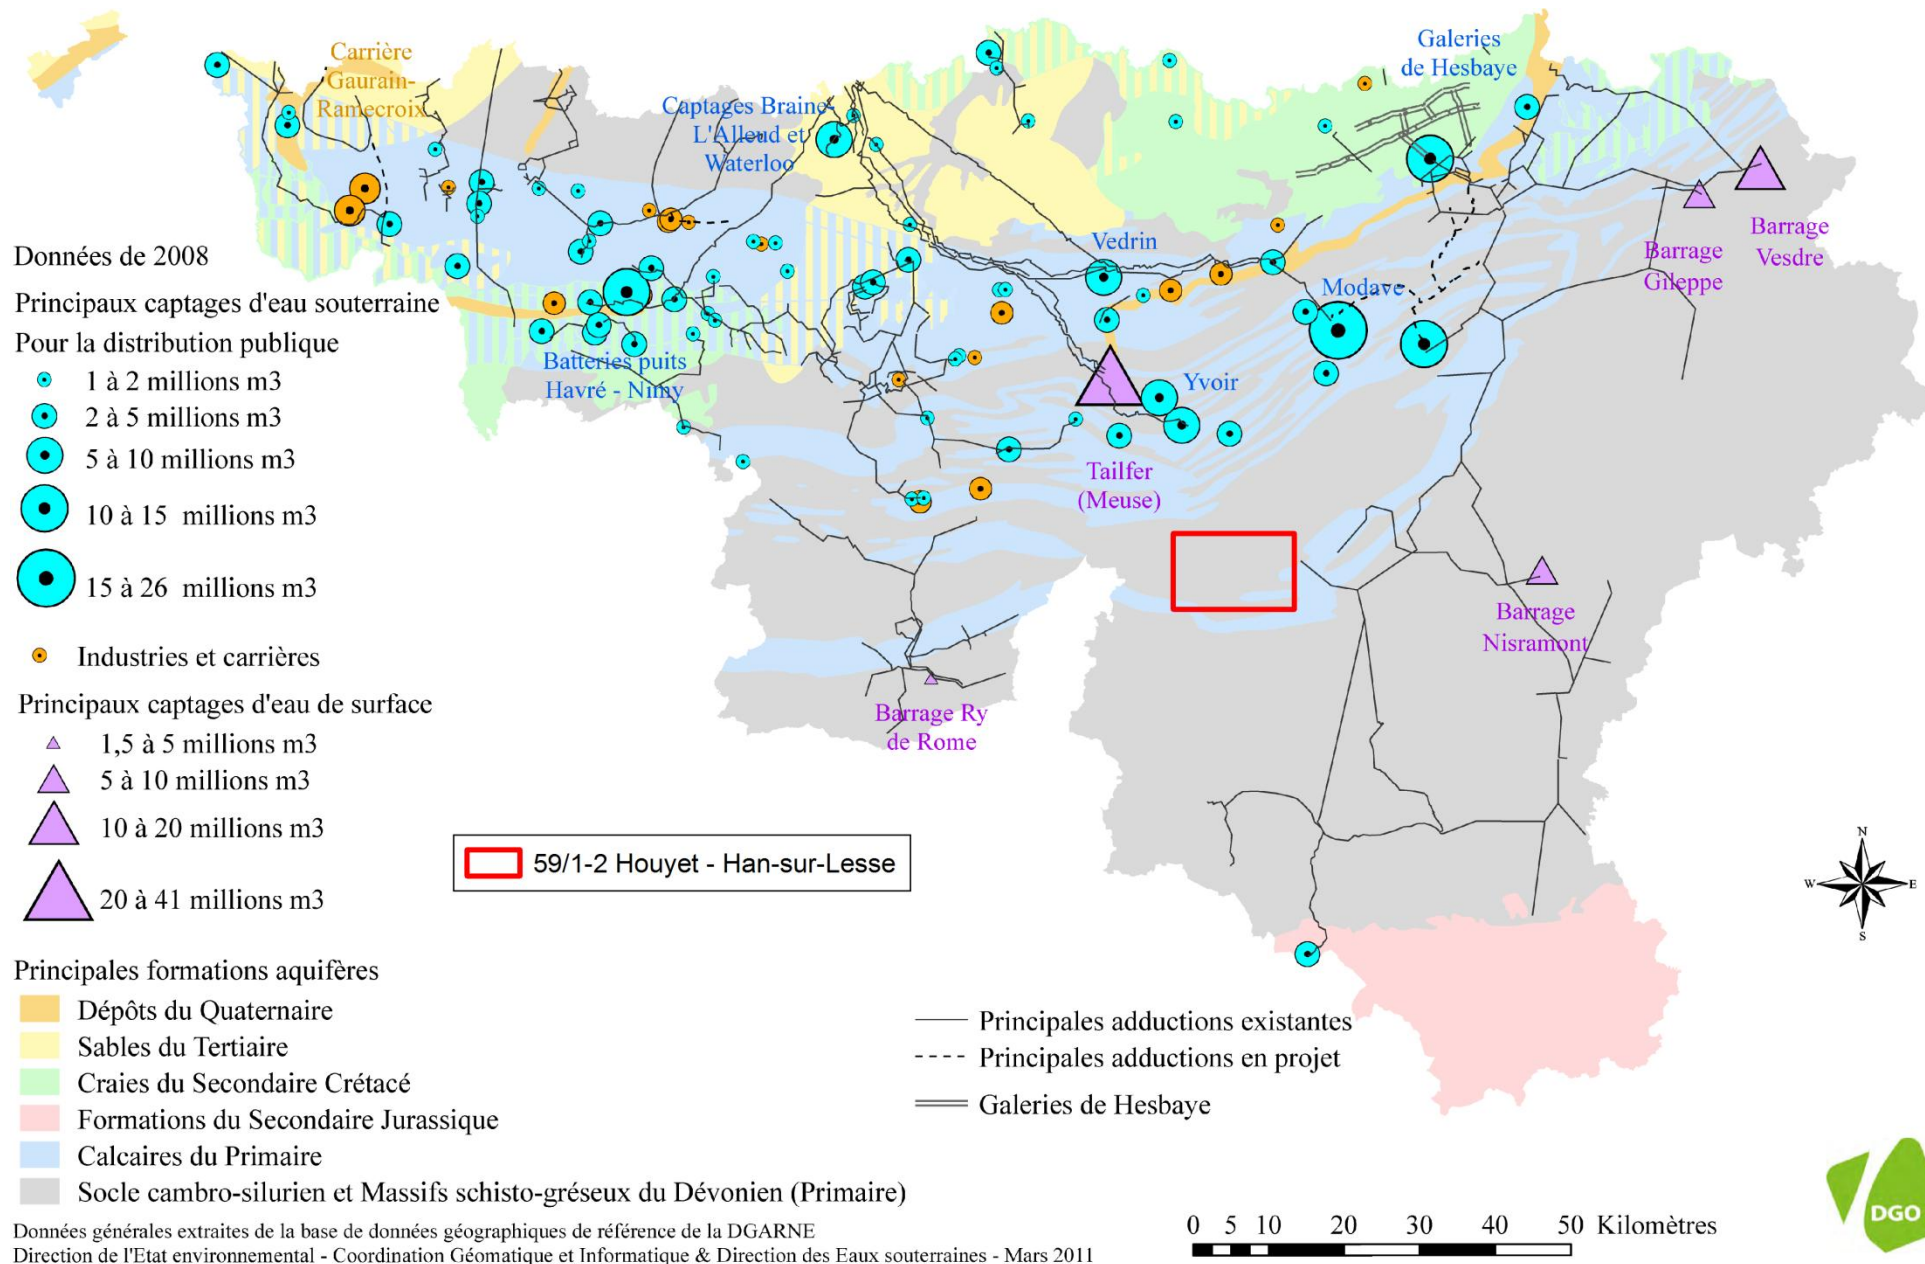 Carrière
Gaurain-
Ramecroix
Captages Braine-
L'Alleud et
Waterloo
Galeries
de Hesbaye
Vedrin
Modave
Barrage
Gileppe
Barrage
Vesdre
Batteries puits
Havré - Nimy
Yvoir
Tailfer
(Meuse)
Barrage
Nisramont
Barrage Ry
de Rome
Données de 2008
Principaux captages d'eau souterraine
Pour la distribution publique
1 à 2 millions m3
2 à 5 millions m3
5 à 10 millions m3
10 à 15 millions m3
15 à 26 millions m3
Industries et carrières
Principaux captages d'eau de surface
1,5 à 5 millions m3
5 à 10 millions m3
10 à 20 millions m3
20 à 41 millions m3
59/1-2 Houyet - Han-sur-Lesse
N
W
E
S
Principales formations aquifères
Dépôts du Quaternaire
Sables du Tertiaire
Craies du Secondaire Crétacé
Formations du Secondaire Jurassique
Calcaires du Primaire
Socle cambro-silurien et Massifs schisto-gréseux du Dévonien (Primaire)
Principales adductions existantes
Principales adductions en projet
Galeries de Hesbaye
Données générales extraites de la base de données géographiques de référence de la DGARNE
Direction de l'Etat environnemental - Coordination Géomatique et Informatique & Direction des Eaux souterraines - Mars 2011
0 5 10 20 30 40 50 Kilomètres
DGO